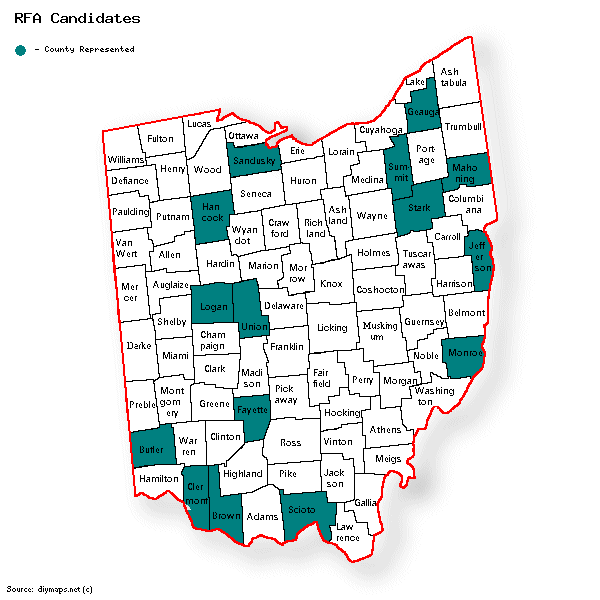 RFA Candidates
- County Represented
Lake
Ash
tabula
Geauga
Trumbull
Cuyahoga
Lucas
Fulton
Williams
Ottawa
Sandusky
Erie
Lorain
Port-
age
Sum-
mit
Medina
Maho
ning
Henry
Wood
Defiance
Seneca
Huron
Paulding
Putnam
Han
cock
Wyan
dot
Craw
ford
Rich
land
Ash
land
Wayne
Stark
Columbi
ana
Carroll
Jeff
er
son
Van
Wert
Allen
Hardin
Marion
Mor
row
Knox
Holmes
Tuscar
awas
Coshocton
Harrison
Mer
cer
Auglaize
Logan
Union
Delaware
Shelby
Cham
paign
Licking
Musking
um
Guernsey
Belmont
Darke
Miami
Clark
Madi
son
Franklin
Noble
Monroe
Fair
field
Perry
Morgan
Washing
ton
Preble
Mont
gom
ery
Greene
Fayette
Pick
away
Hocking
Athens
Butler
War
ren
Clinton
Ross
Vinton
Meigs
Hamilton
Cler
mont
Highland
Pike
Jack
son
Gallia
Brown
Adams
Scioto
Law
rence
Source: diymaps.net (c)